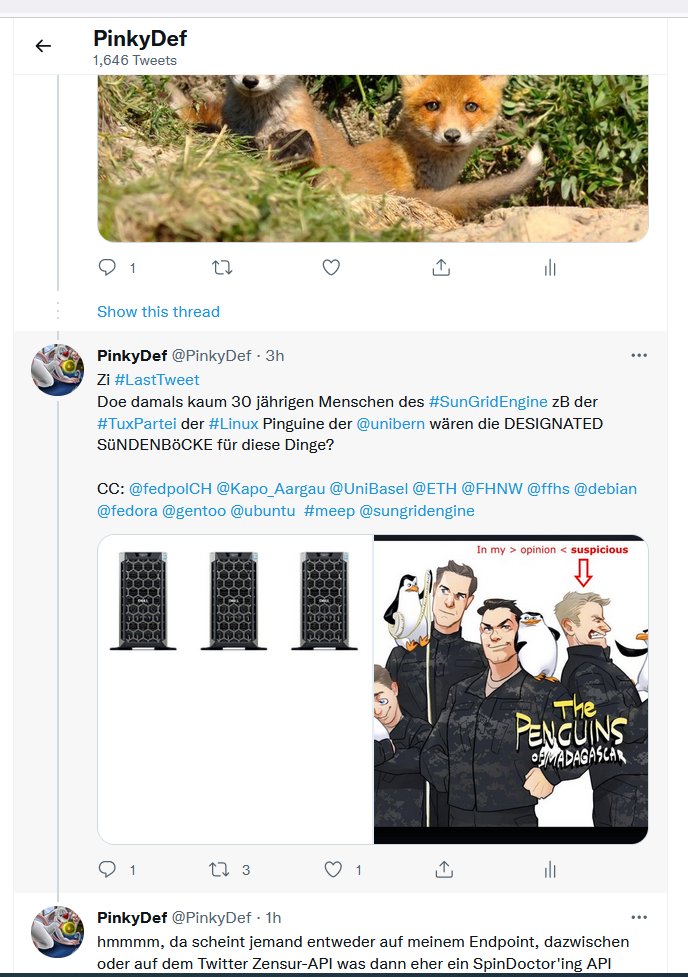 PinkyDef
1,646 Tweets
1
Show this thread
PinkyDef @PinkyDef · 3h
Zi #LastTweet
Doe damals kaum 30 jährigen Menschen des #SunGridEngine zB der
#TuxPartei der #Linux Pinguine der @unibern wären die DESIGNATED
SüNDENBöCKE für diese Dinge?
CC: @fedpolCH @Kapo_Aargau @UniBasel @ETH @FHNW @ffhs @debian
@fedora @gentoo @ubuntu #meep @sungridengine
In my > opinion < suspicious
The
PENGUINS
OF MADAGASCAR
1 3 1
PinkyDef @PinkyDef · 1h
hmmmm, da scheint jemand entweder auf meinem Endpoint, dazwischen
oder auf dem Twitter Zensur-API was dann eher ein SpinDoctor'ing API